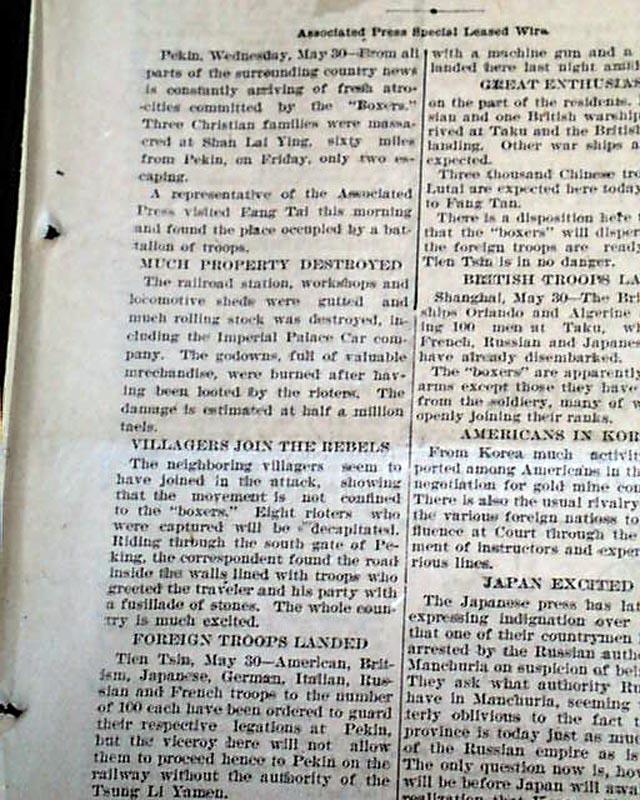 Associated Press Special Leased Wire
Pekin, Wednesday, May 30—From all
parts of the surrounding country news
is constantly arriving of fresh atro-
cities committed by the "Boxers."
Three Christian families were massa-
cred at Shan Lai Ying, sixty miles
from Pekin, on Friday, only two es-
caping.
A representative of the Associated
Press visited Fang Tai this morning
and found the place occupied by a bat-
talion of troops.
MUCH PROPERTY DESTROYED
The railroad station, workshops and
locomotive sheds were gutted and
much rolling stock was destroyed, in-
cluding the Imperial Palace Car com-
pany. The godowns, full of valuable
mrechandise, were burned after hav-
ing been looted by the rioters. The
damage is estimated at half a million
taels.
VILLAGERS JOIN THE REBELS
The neighboring villagers seem to
have joined in the attack, showing
that the movement is not confined
to the "boxers." Eight rioters who
were captured will be decapitated.
Riding through the south gate of Pe-
king, the correspondent found the road
inside the walls lined with troops who
greeted the traveler and his party with
a fusillade of stones. The whole coun-
try is much excited.
FOREIGN TROOPS LANDED
Tien Tsin, May 30—American, Brit-
ism, Japanese, German, Italian, Rus-
sian and French troops to the number
of 100 each have been ordered to guard
their respective legations at Pekin,
but the viceroy here will not allow
them to proceed hence to Pekin on the
railway without the authority of the
Tsung Li Yamen.
with a machine gun and a
landed here last night amid
GREAT ENTHUSIAS
on the part of the residents.
sian and one British warship
rived at Taku and the British
landing. Other war ships a
expected.
Three thousand Chinese tro
Lutai are expected here today
to Fang Tan.
There is a disposition here t
that the "boxers" will disper
the foreign troops are ready
Tien Tsin is in no danger.
BRITISH TROOPS LA
Shanghai, May 30—The Bri
ships Orlando and Algerine
ing 100 men at Taku, wh
French, Russian and Japanes
have already disembarked.
The "boxers" are apparently
arms except those they have
from the soldiery, many of w
openly joining their ranks.
AMERICANS IN KOR
From Korea much activit
ported among Americans in th
negotiation for gold mine con
There is also the usual rivalry
the various foreign natioss to
fluence at Court through the
ment of instructors and exper
rious lines.
JAPAN EXCITED
The Japanese press has lat
expressing indignation over
that one of their countrymen
arrested by the Russian autho
Manchuria on suspicion of bei
They ask what authority Ru
have in Manchuria, seeming
terly oblivious to the fact t
province is today just as muc
of the Russian empire as is
The only question now is, how
will be before Japan will awa
realization that